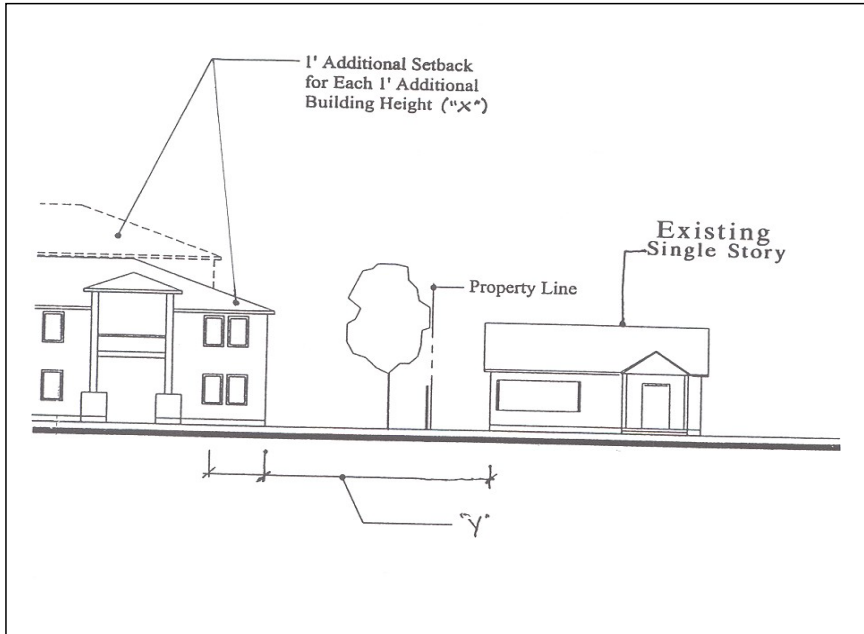 1' Additional Setback
for Each 1' Additional
Building Height ("X")
Existing
Single Story
Property Line
"Y"